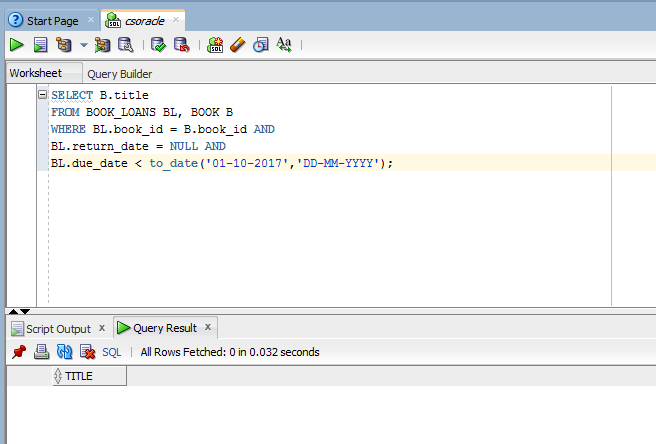 Start Page × csoracle ×
SQL Aa
Worksheet Query Builder
SELECT B.title
FROM BOOK_LOANS BL, BOOK B
WHERE BL.book_id = B.book_id AND
BL.return_date = NULL AND
BL.due_date < to_date('01-10-2017','DD-MM-YYYY');
Script Output x Query Result x
SQL | All Rows Fetched: 0 in 0.032 seconds
TITLE